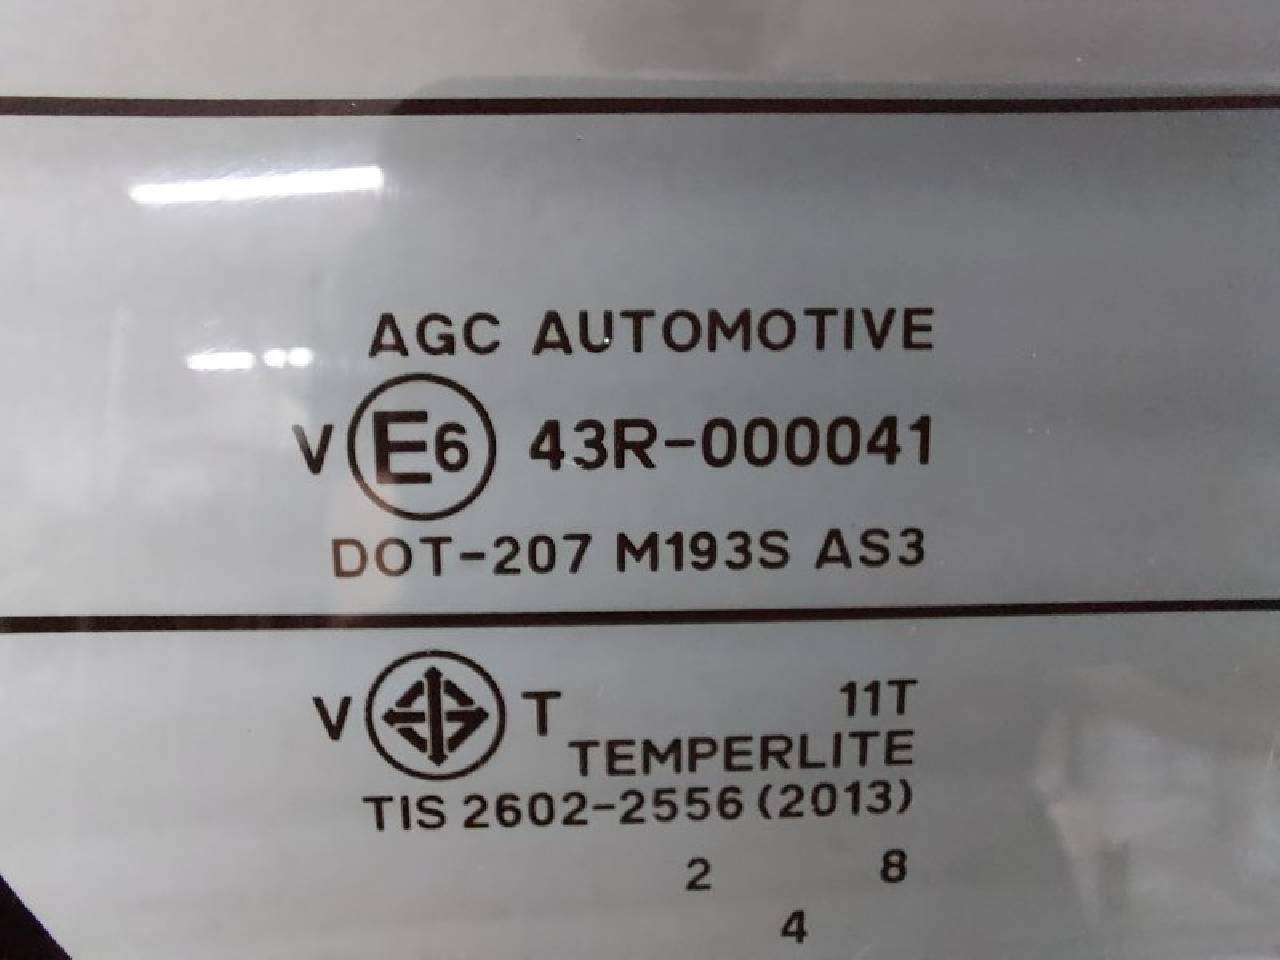 AGC AUTOMOTIVE
V E6 43R-000041
DOT-207 M193S AS3
V T 11T
TEMPERLITE
TIS 2602-2556 (2013)
2 8
4